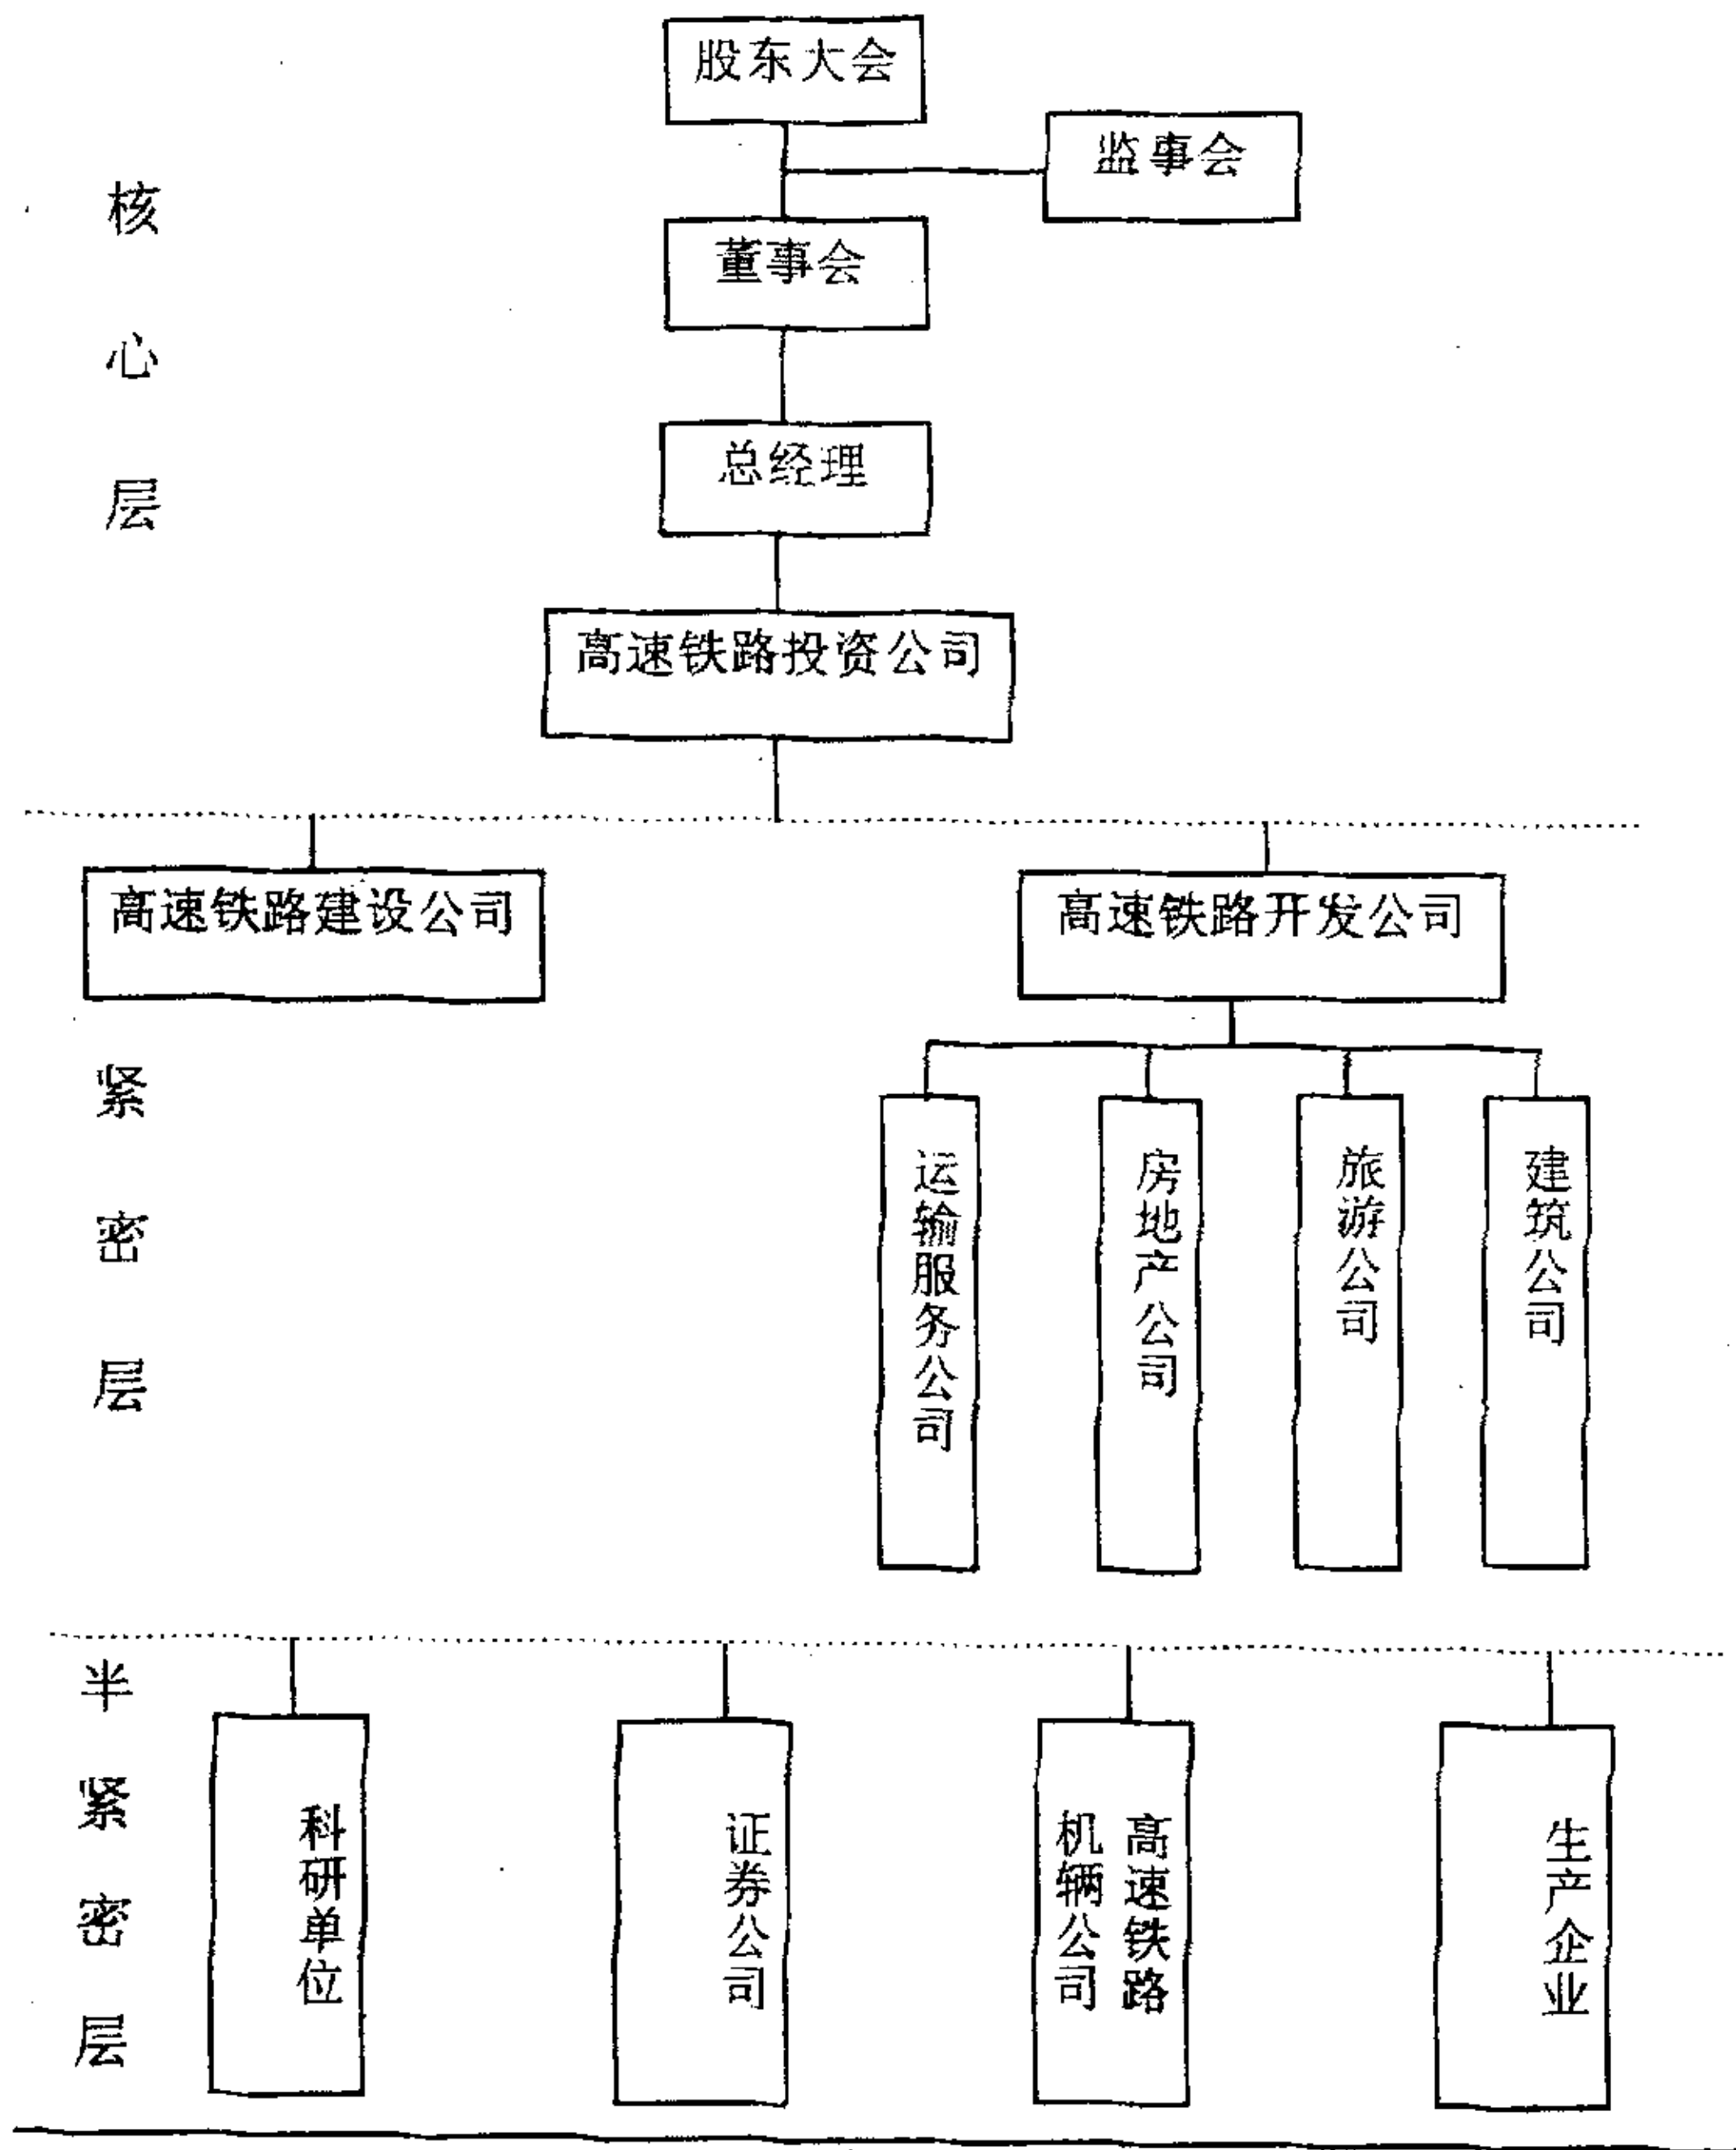 股东大会
监事会
董事会
总经理
高速铁路投资公司
核心层
高速铁路建设公司
高速铁路开发公司
运输服务公司
房地产公司
旅游公司
建筑公司
紧密层
科研单位
证券公司
高速铁路
机辆公司
生产企业
半紧密层